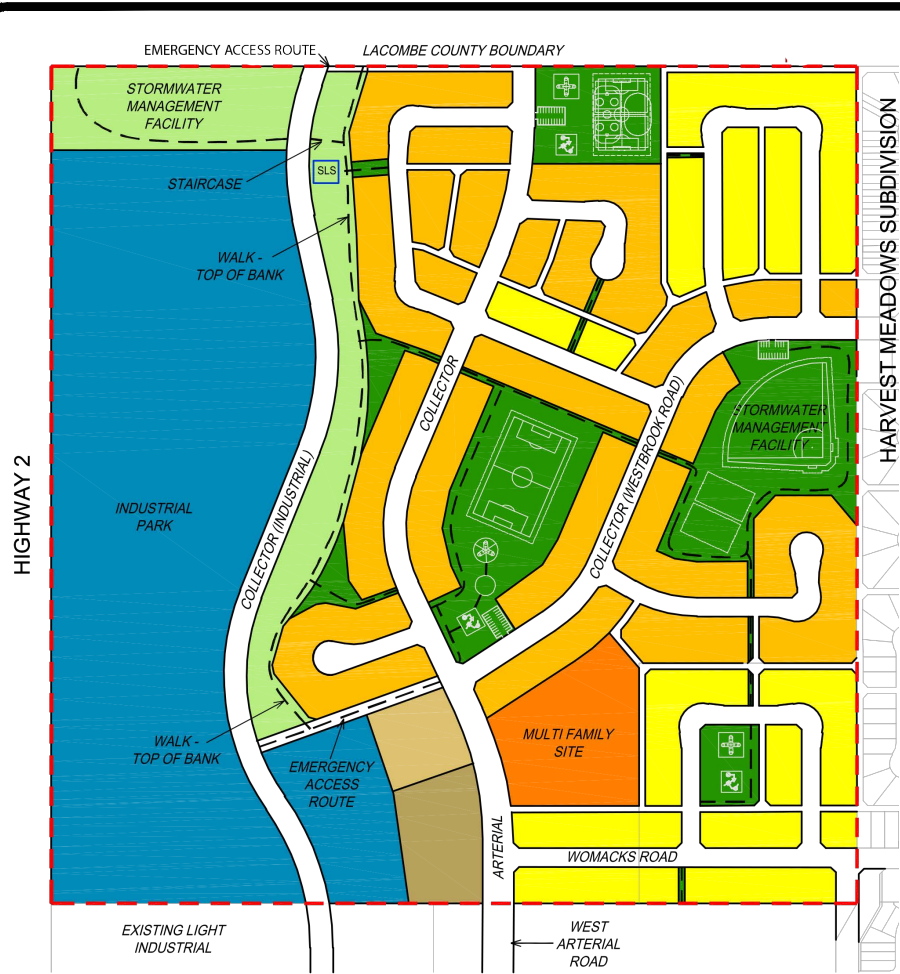 EMERGENCY ACCESS ROUTE
LACOMBE COUNTY BOUNDARY
STORMWATER
MANAGEMENT
FACILITY
SLS
STAIRCASE
WALK -
TOP OF BANK
HARVEST MEADOWS SUBDIVISION
COLLECTOR
STORMWATER
MANAGEMENT
FACILITY
COLLECTOR (WESTBROOK ROAD)
HIGHWAY 2
INDUSTRIAL
PARK
COLLECTOR (INDUSTRIAL)
WALK -
TOP OF BANK
EMERGENCY
ACCESS
ROUTE
MULTI FAMILY
SITE
ARTERIAL
WOMACKS ROAD
EXISTING LIGHT
INDUSTRIAL
WEST
ARTERIAL
ROAD